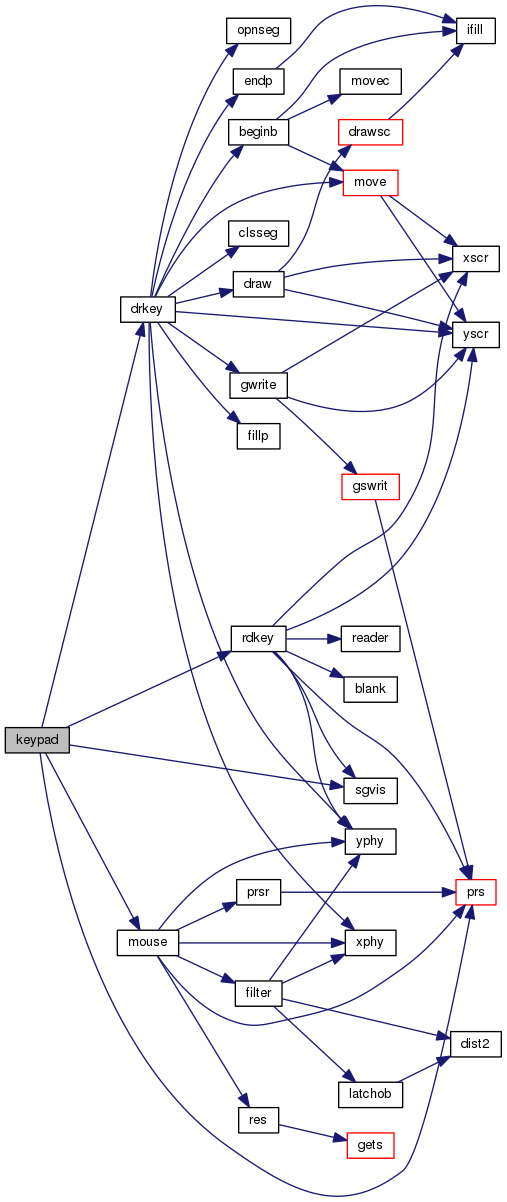 opnseg
ifill
endp
movec
beginb
drawsc
move
clsseg
xscr
draw
drkey
yscr
gwrite
fillp
gswrit
rdkey
reader
blank
keypad
sgvis
yphy
prsr
prs
mouse
xphy
filter
dist2
latchob
res
gets